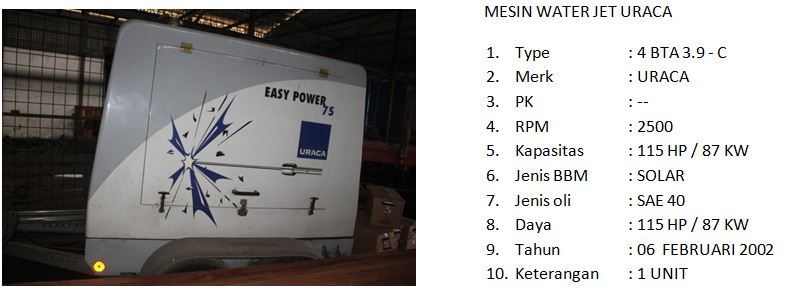 EASY POWER
75
URACA
MESIN WATER JET URACA
1. Type : 4 BTA 3.9 - C
2. Merk : URACA
3. PK : --
4. RPM : 2500
5. Kapasitas : 115 HP / 87 KW
6. Jenis BBM : SOLAR
7. Jenis oli : SAE 40
8. Daya : 115 HP / 87 KW
9. Tahun : 06 FEBRUARI 2002
10. Keterangan : 1 UNIT